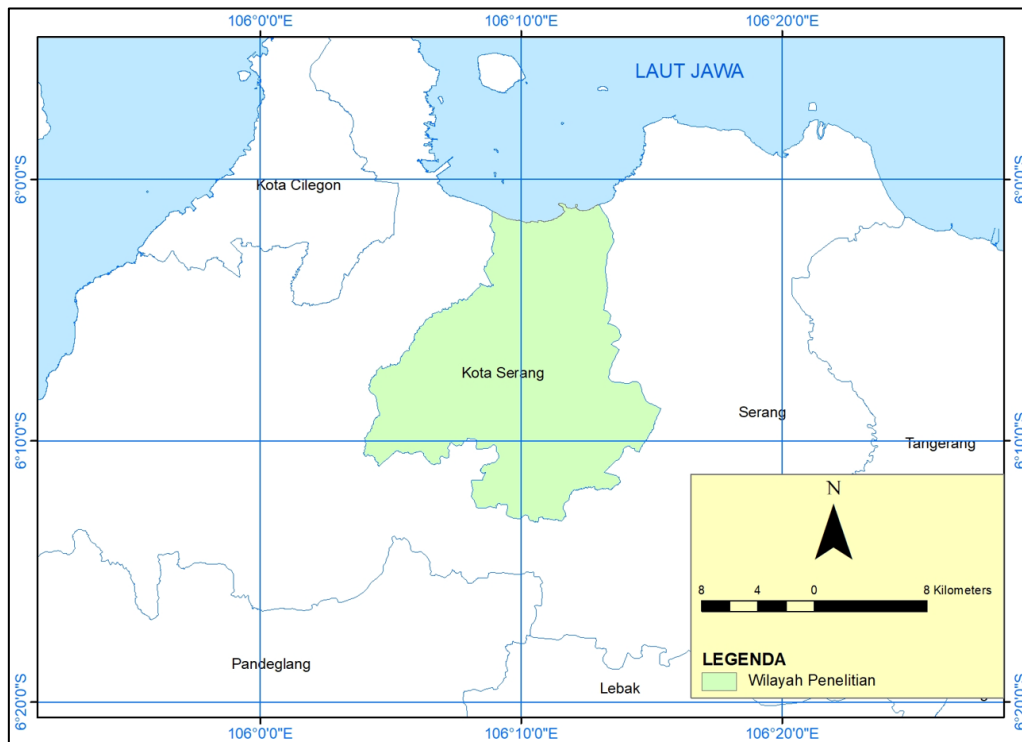 106°0'0"E 106°10'0"E 106°20'0"E
LAUT JAWA
6°0'0"S 6°0'0"S
Kota Cilegon
Kota Serang
Serang
6°10'0"S 6°10'0"S
Tangerang
N
8 4 0 8 Kilometers
LEGENDA
Wilayah Penelitian
Pandeglang
Lebak
6°20'0"S 6°20'0"S
106°0'0"E 106°10'0"E 106°20'0"E